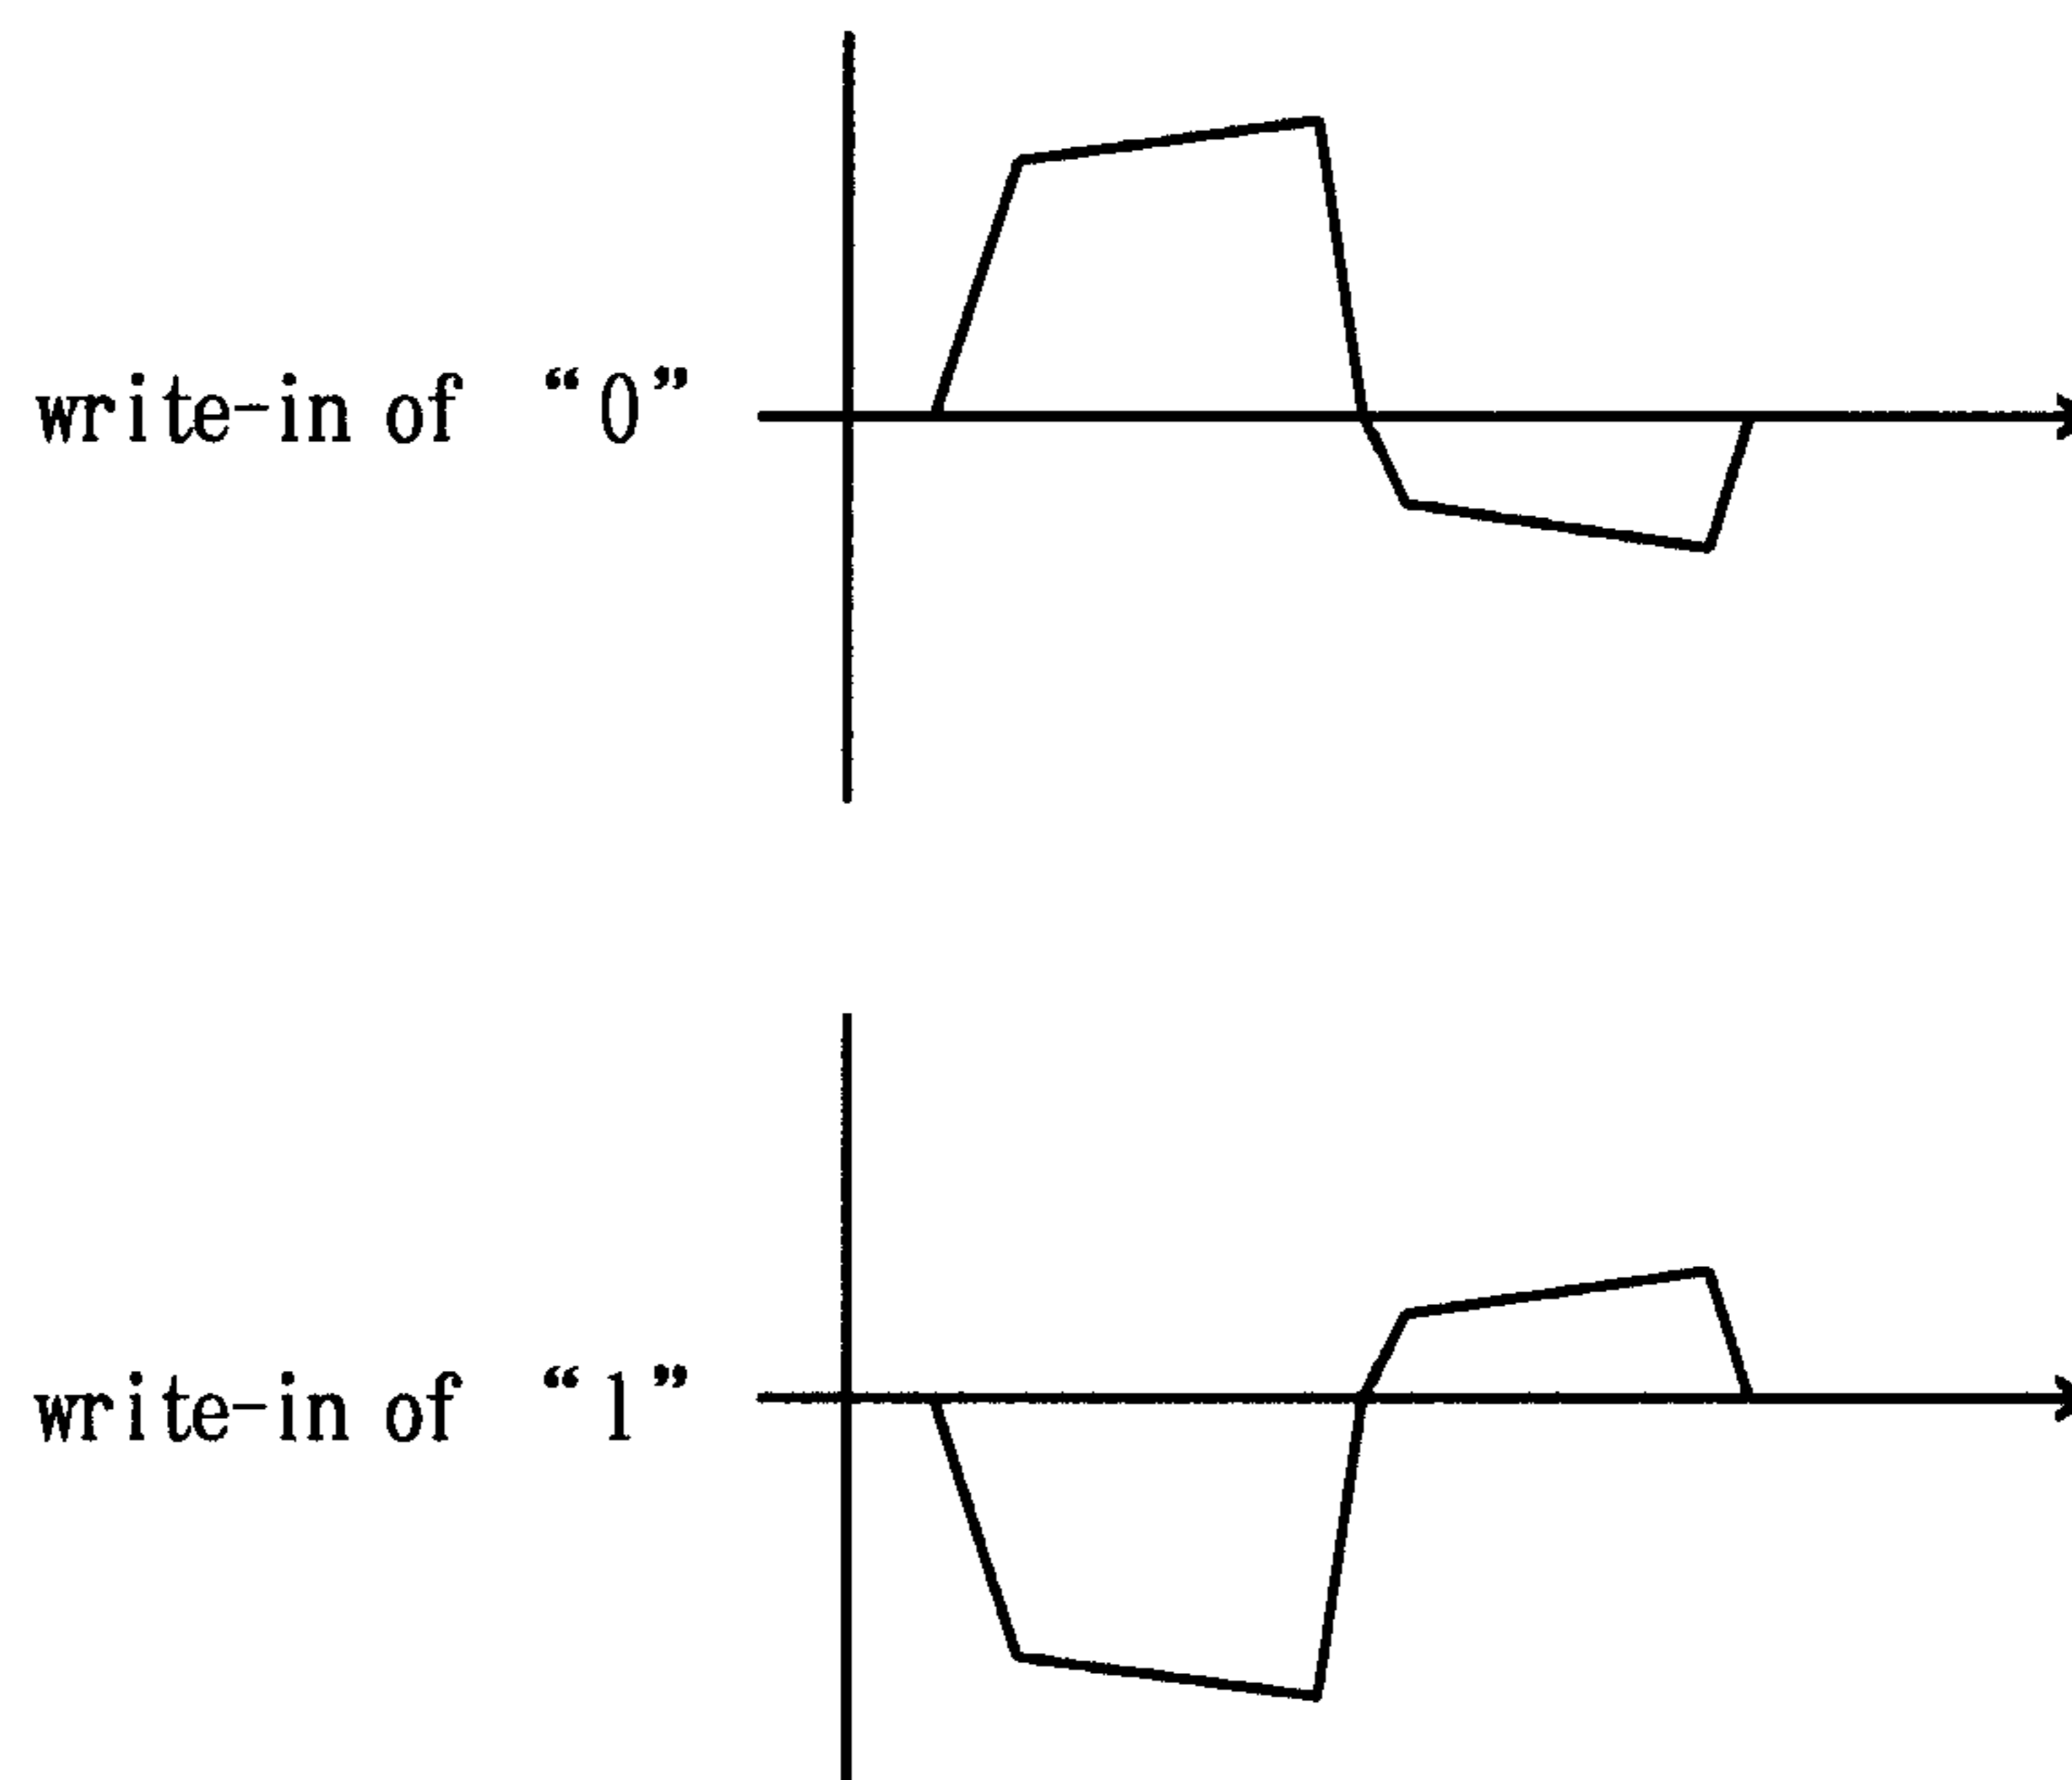 write-in of “0”
write-in of “1”